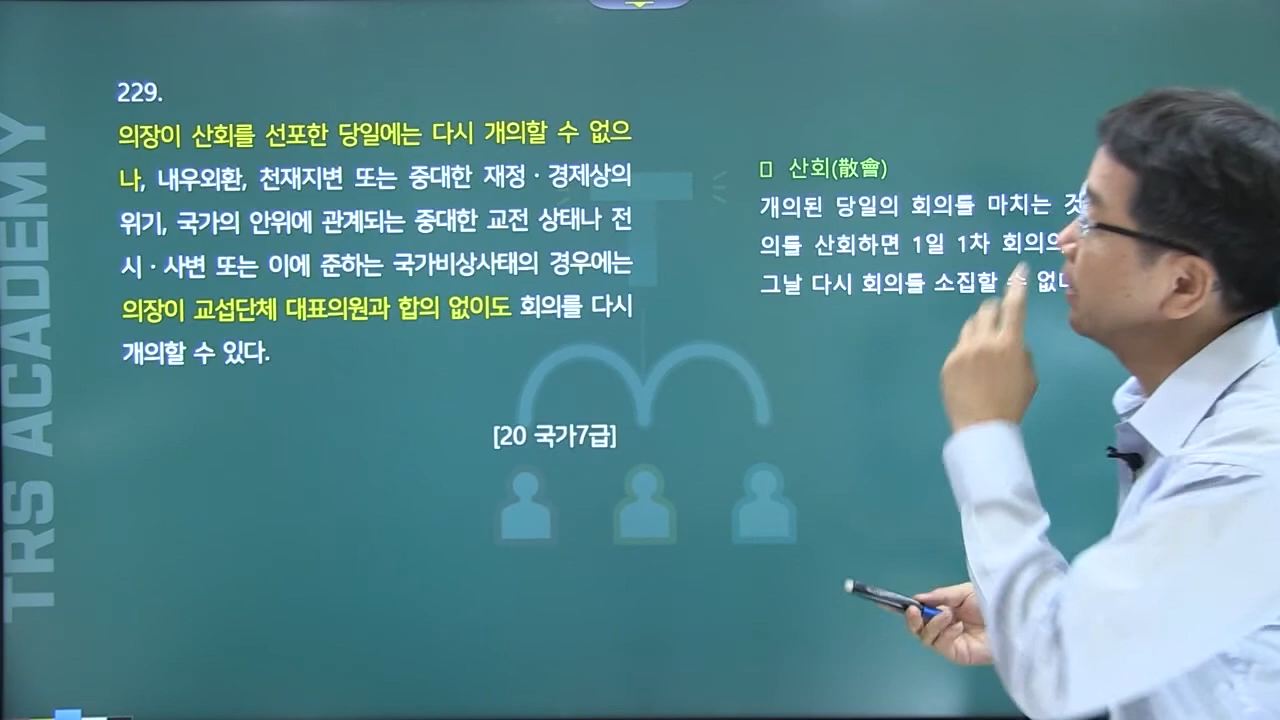 229.
의장이 산회를 선포한 당일에는 다시 개의할 수 없으
나, 내우외환, 천재지변 또는 중대한 재정 · 경제상의
위기, 국가의 안위에 관계되는 중대한 교전 상태나 전
시 · 사변 또는 이에 준하는 국가비상사태의 경우에는
의장이 교섭단체 대표의원과 합의 없이도 회의를 다시
개의할 수 있다.
[20 국가7급]
산회(散會)
개의된 당일의 회의를 마치는
의를 산회하면 1일 1차
그날 다시 회의를 소집할
TRS ACADEMY